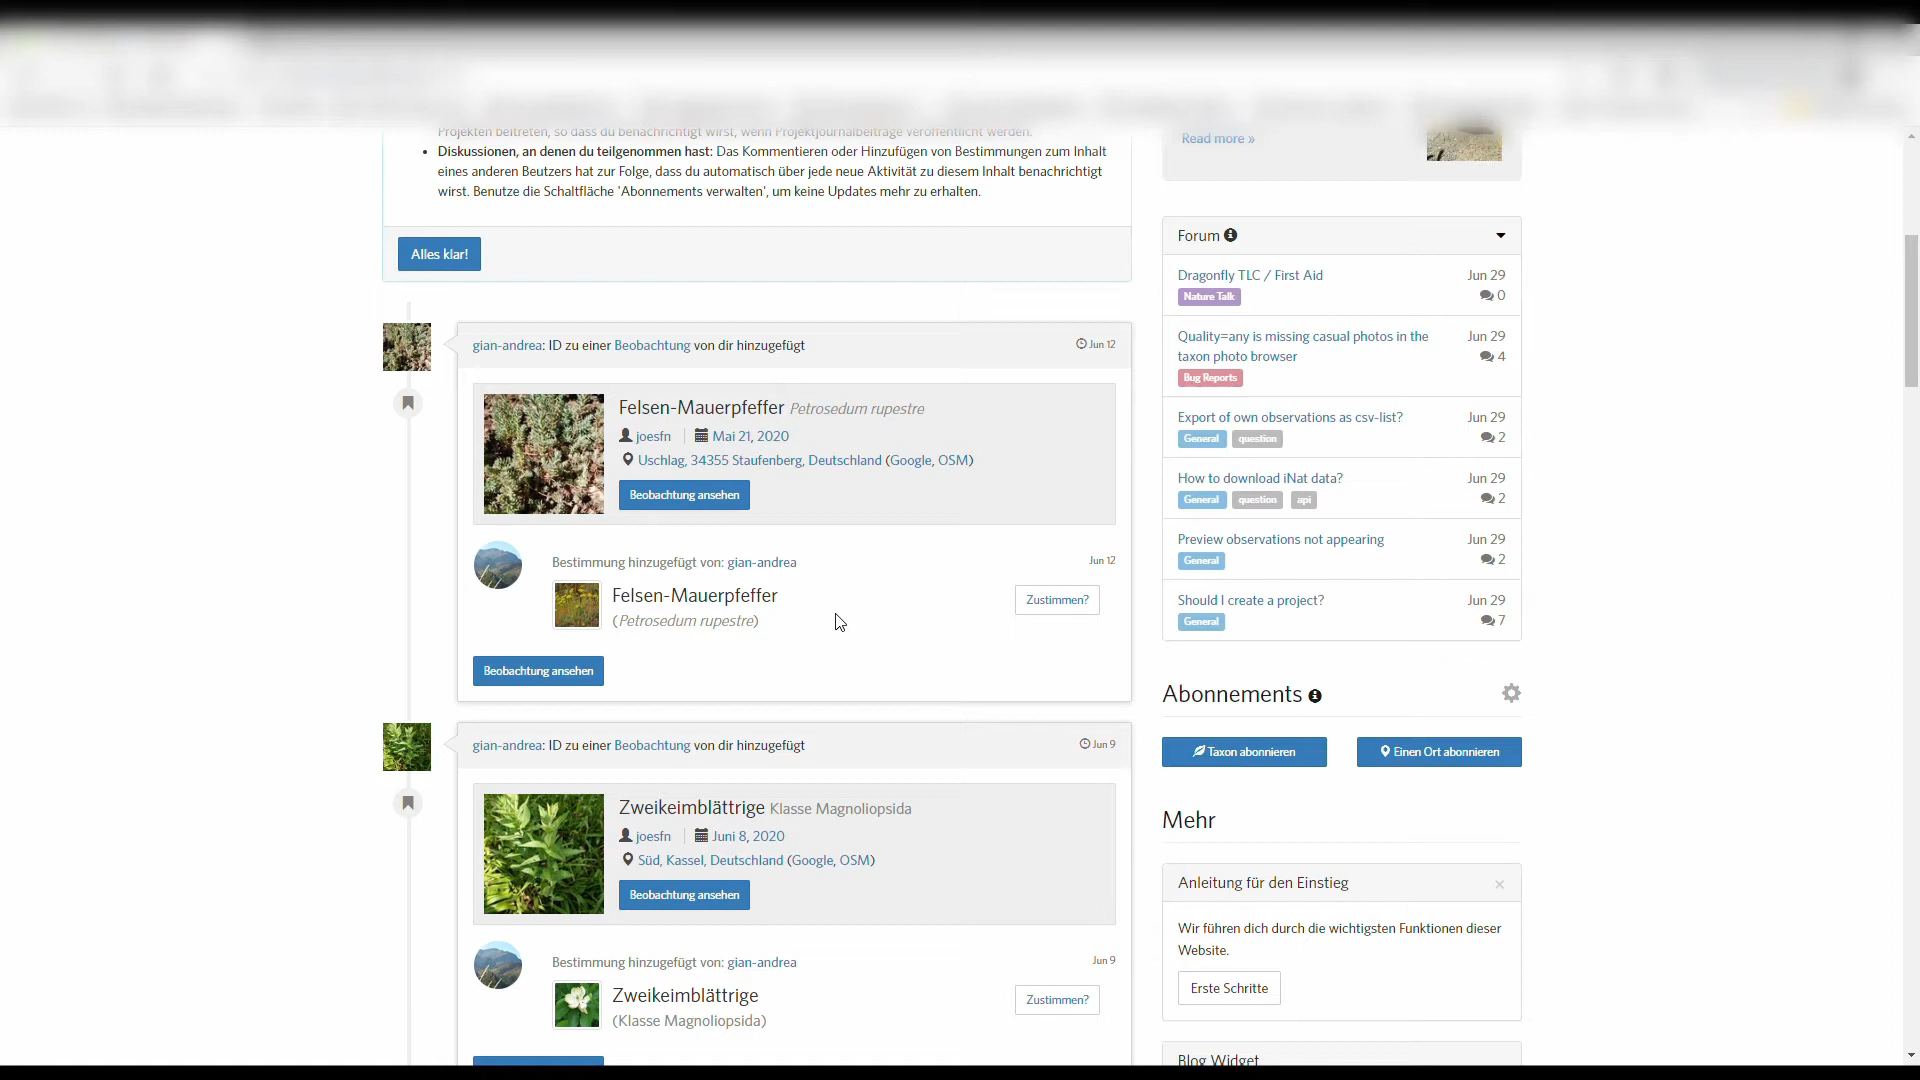 Projekten beitreten, so dass du benachrichtigt wirst, wenn Projektjournalbeiträge veröffentlicht werden.
• Diskussionen, an denen du teilgenommen hast: Das Kommentieren oder Hinzufügen von Bestimmungen zum Inhalt
eines anderen Beutzers hat zur Folge, dass du automatisch über jede neue Aktivität zu diesem Inhalt benachrichtigt
wirst. Benutze die Schaltfläche 'Abonnements verwalten', um keine Updates mehr zu erhalten.
Alles klar!
gian-andrea: ID zu einer Beobachtung von dir hinzugefügt
Jun 12
Felsen-Mauerpfeffer Petrosedum rupestre
joesfn Mai 21, 2020
Uschlag, 34355 Staufenberg, Deutschland (Google, OSM)
Beobachtung ansehen
Bestimmung hinzugefügt von: gian-andrea
Jun 12
Felsen-Mauerpfeffer
(Petrosedum rupestre)
Zustimmen?
Beobachtung ansehen
gian-andrea: ID zu einer Beobachtung von dir hinzugefügt
Jun 9
Zweikeimblättrige Klasse Magnoliopsida
joesfn Juni 8, 2020
Süd, Kassel, Deutschland (Google, OSM)
Beobachtung ansehen
Bestimmung hinzugefügt von: gian-andrea
Jun 9
Zweikeimblättrige
(Klasse Magnoliopsida)
Zustimmen?
Read more »
Forum
Dragonfly TLC / First Aid
Jun 29
Nature Talk
0
Quality=any is missing casual photos in the
taxon photo browser
Jun 29
4
Bug Reports
Export of own observations as csv-list?
Jun 29
General question
2
How to download iNat data?
Jun 29
General question api
2
Preview observations not appearing
Jun 29
General
2
Should I create a project?
Jun 29
General
7
Abonnements
Taxon abonnieren
Einen Ort abonnieren
Mehr
Anleitung für den Einstieg
×
Wir führen dich durch die wichtigsten Funktionen dieser
Website.
Erste Schritte
Blog Widget